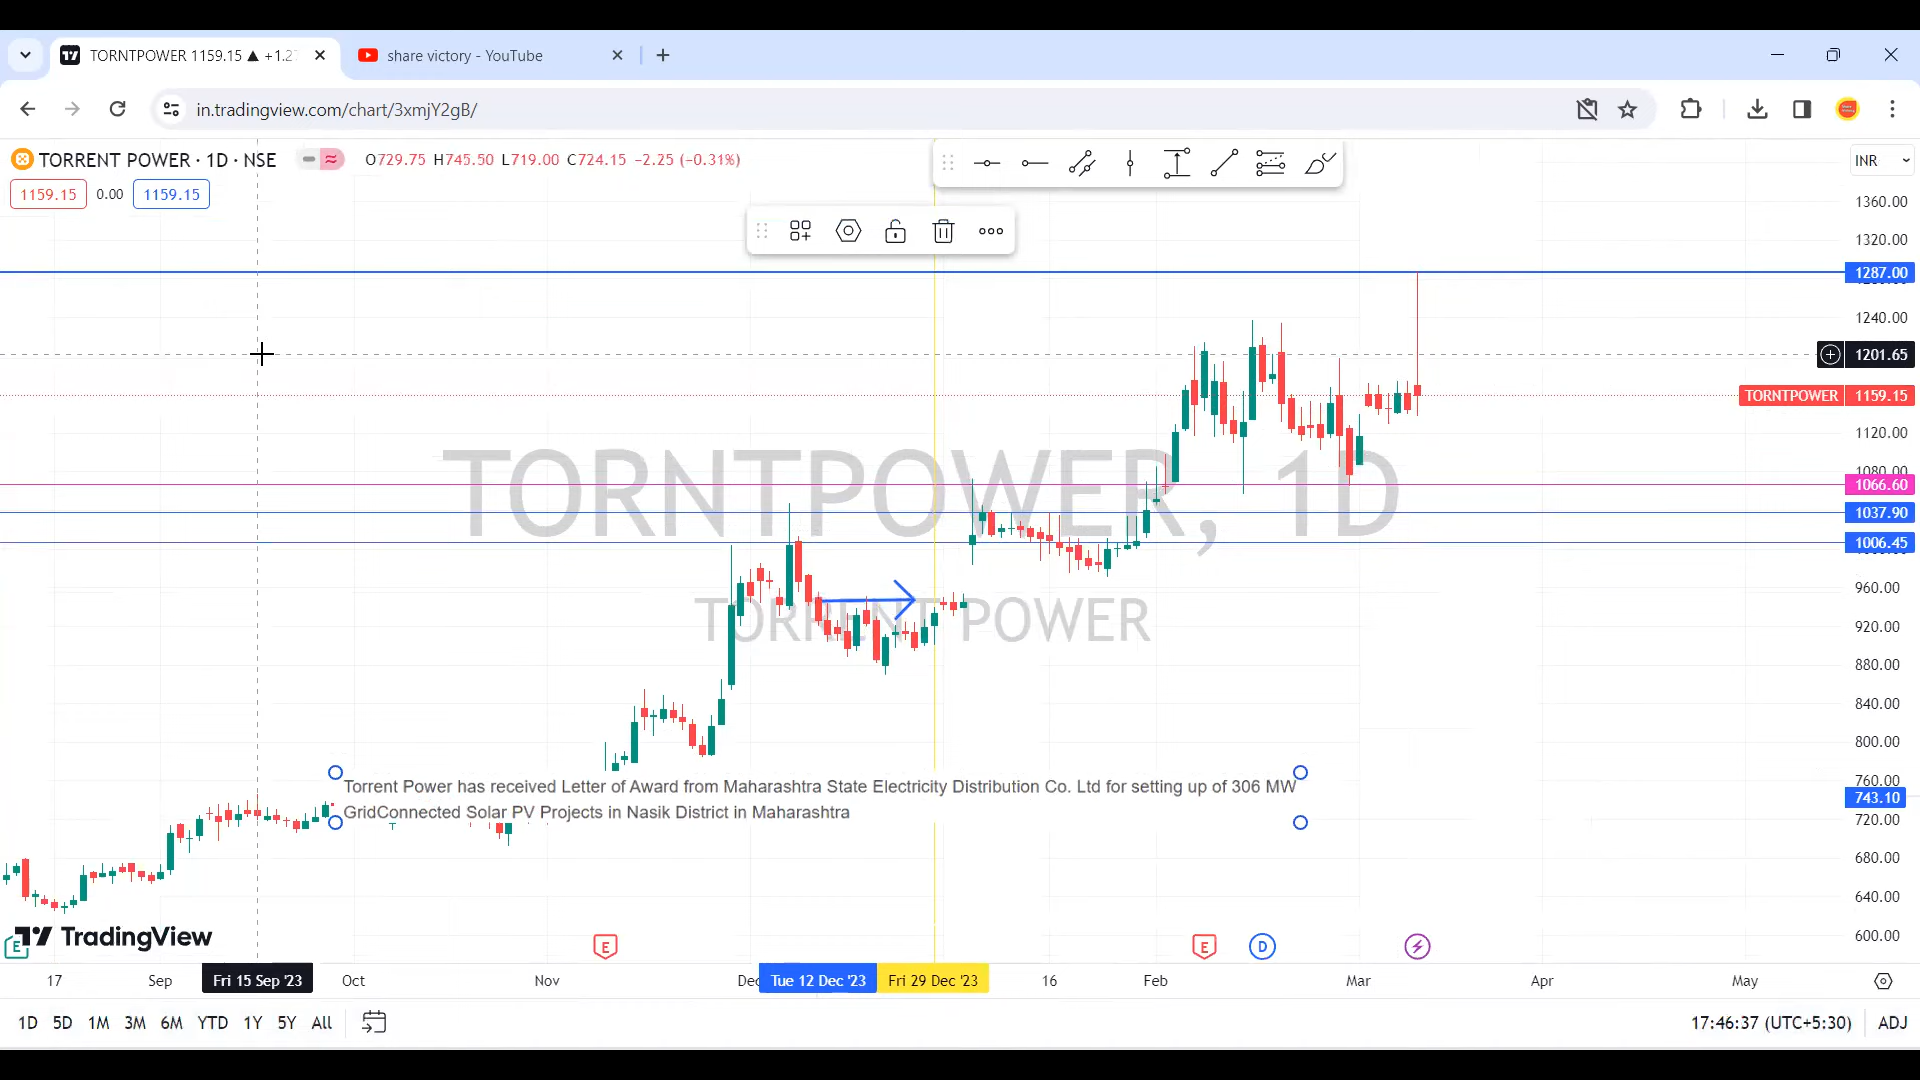 TORNTPOWER 1159.15 ▲ +1.27
share victory - YouTube
in.tradingview.com/chart/3xmjY2gB/
TORRENT POWER · 1D · NSE
O729.75 H745.50 L719.00 C724.15 −2.25 (−0.31%)
INR
1159.15 0.00 1159.15
1360.00
1320.00
1287.00
1240.00
1201.65
TORNTPOWER 1159.15
1120.00
1080.00
1066.60
1037.90
1006.45
960.00
920.00
880.00
840.00
800.00
760.00
743.10
720.00
680.00
640.00
600.00
TORNTPOWER, 1D
TORRENT POWER
Torrent Power has received Letter of Award from Maharashtra State Electricity Distribution Co. Ltd for setting up of 306 MW
GridConnected Solar PV Projects in Nasik District in Maharashtra
TradingView
E E E D
17 Sep Fri 15 Sep '23 Oct Nov Dec Tue 12 Dec '23 Fri 29 Dec '23 16 Feb Mar Apr May
1D 5D 1M 3M 6M YTD 1Y 5Y All
17:46:37 (UTC+5:30) ADJ